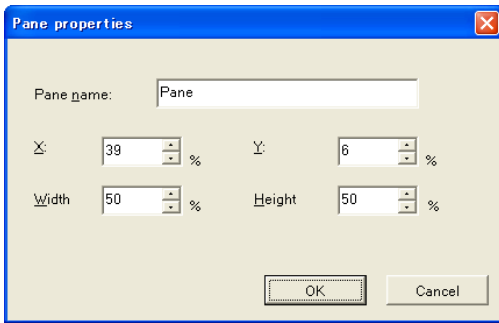 Pane properties
Pane name: Pane
X: 39 % Y: 6 %
Width 50 % Height 50 %
OK Cancel